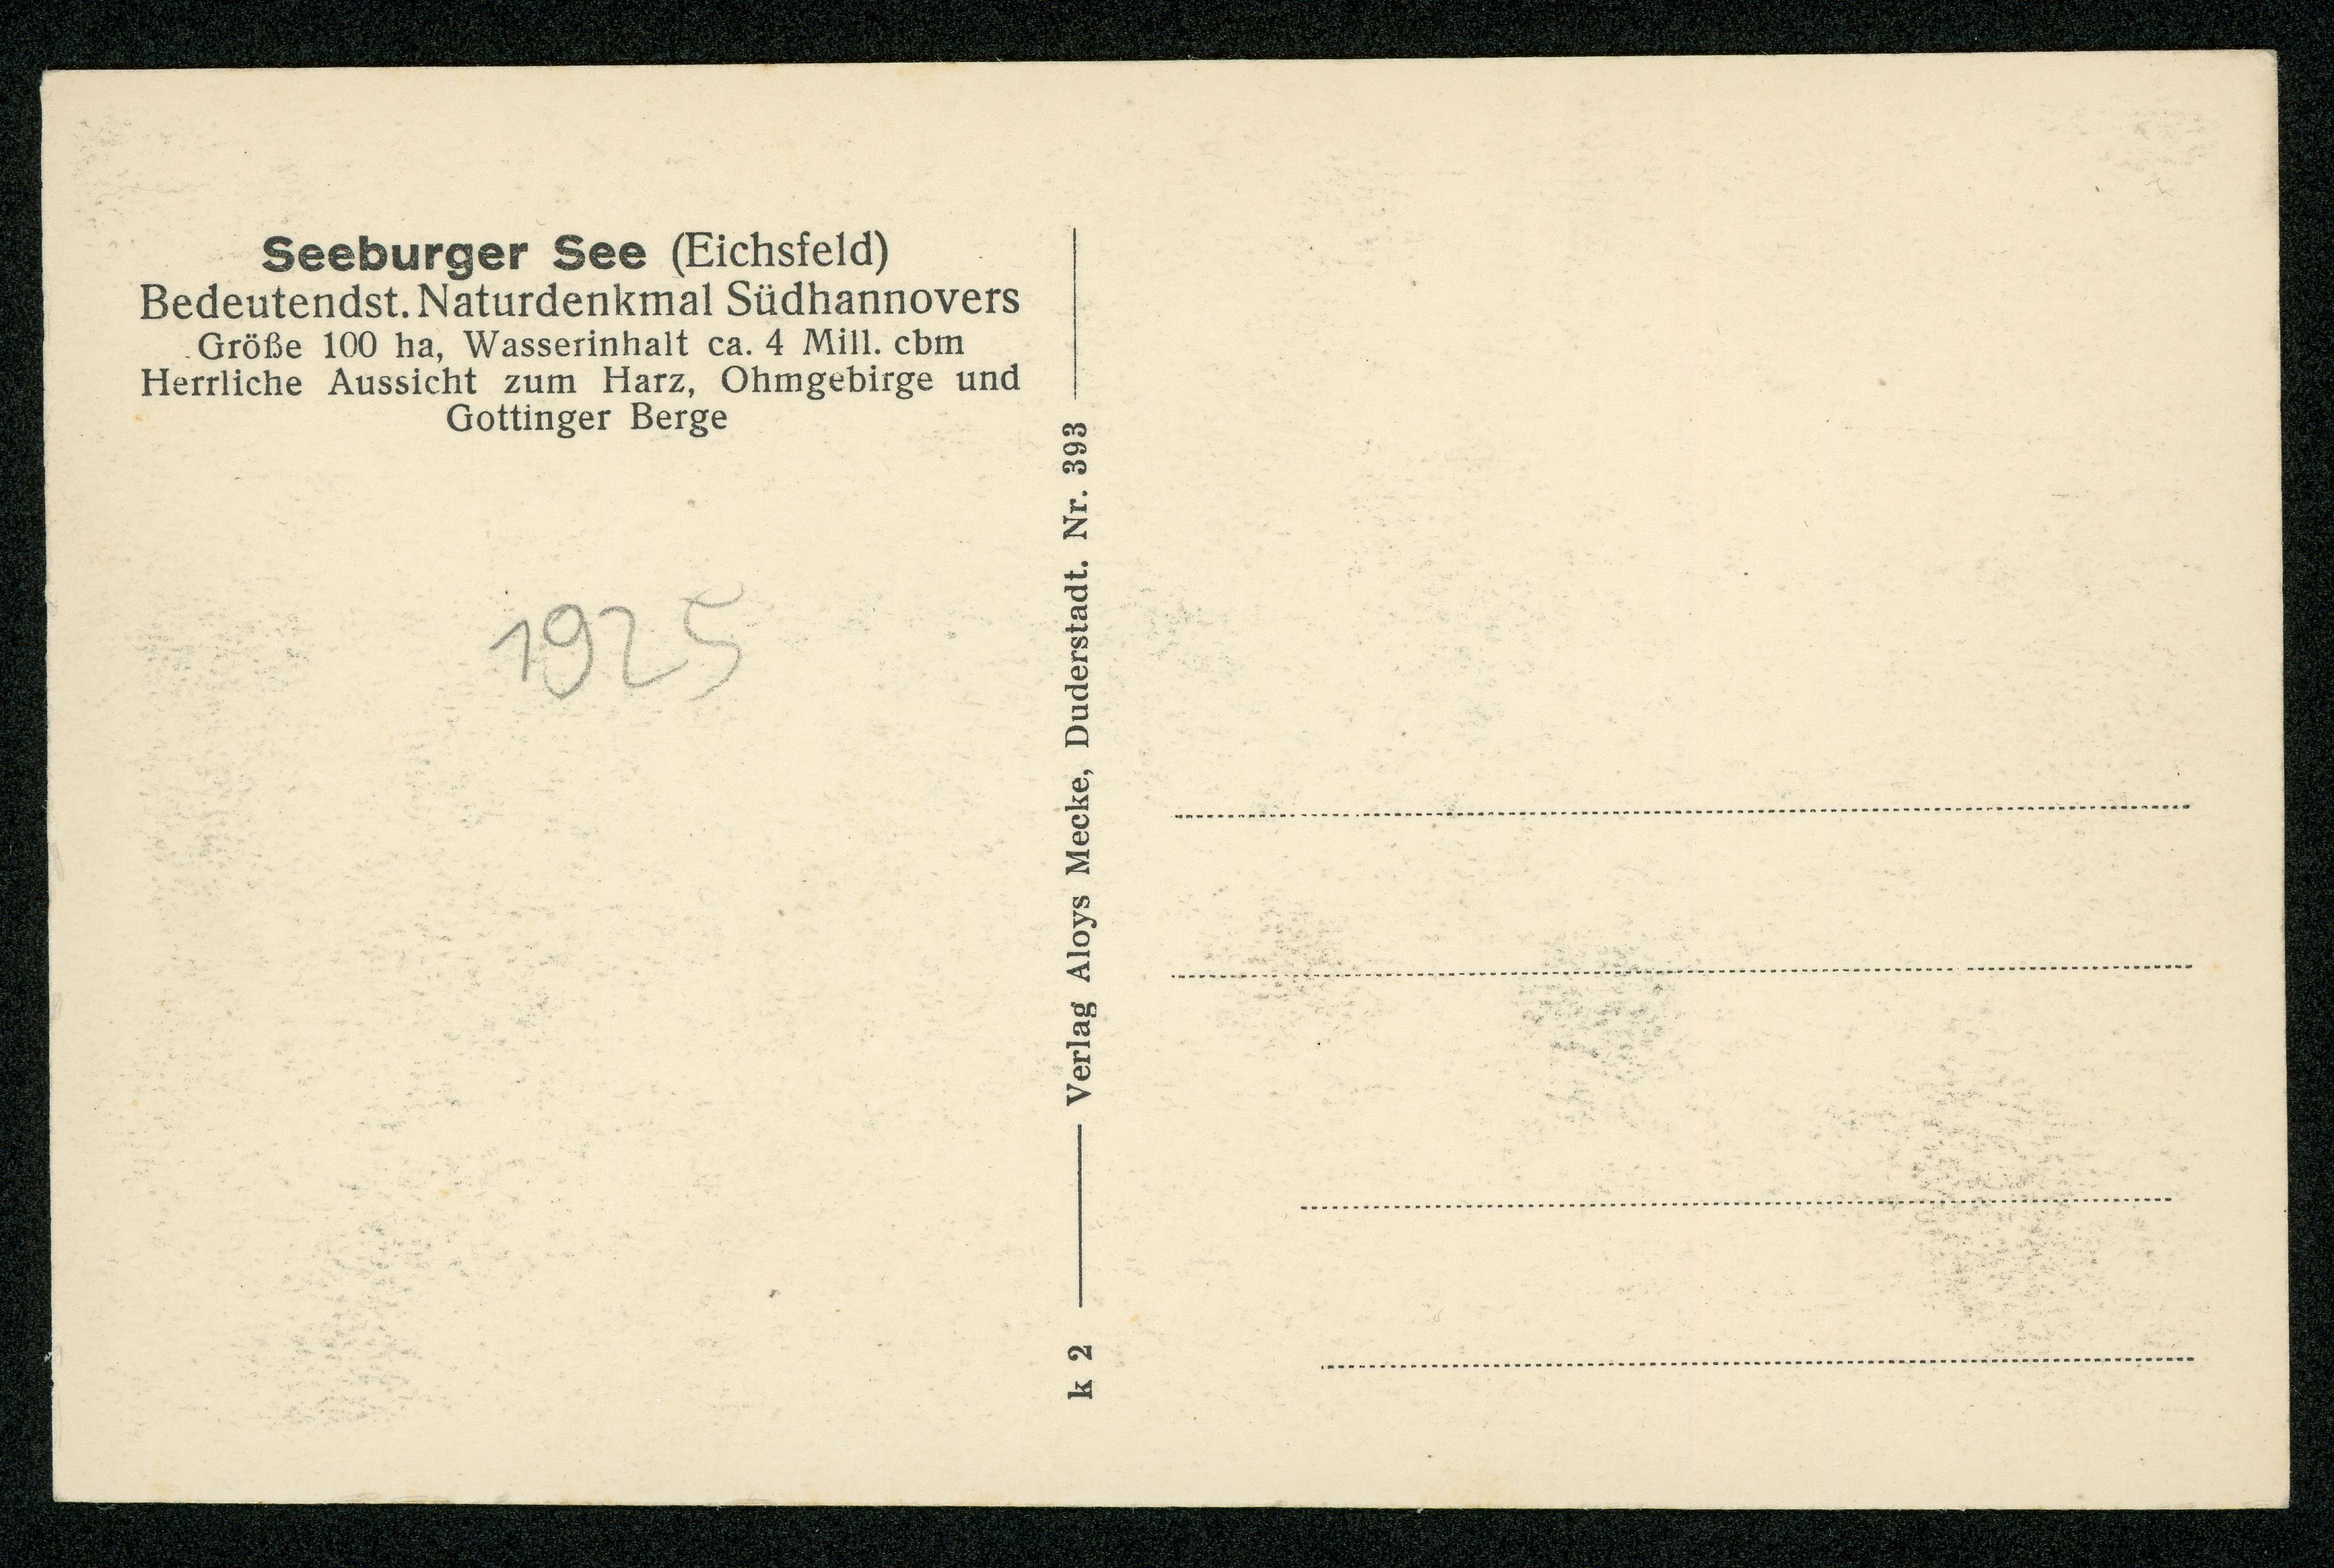 Seeburger See (Eichsfeld)
Bedeutendst. Naturdenkmal Südhannovers
Größe 100 ha, Wasserinhalt ca. 4 Mill. cbm
Herrliche Aussicht zum Harz, Ohmgebirge und
Gottinger Berge
1925
k 2 Verlag Aloys Mecke, Duderstadt. Nr. 393